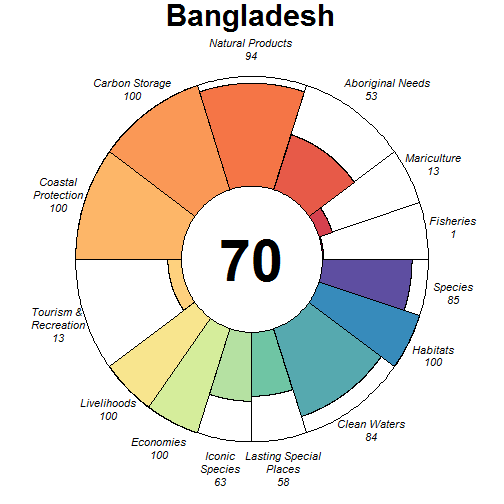 Bangladesh
Natural Products
94
Carbon Storage
100
Aboriginal Needs
53
Mariculture
13
Coastal
Protection
100
Fisheries
1
70
Species
85
Tourism &
Recreation
13
Habitats
100
Livelihoods
100
Clean Waters
84
Economies
100
Iconic
Species
63
Lasting Special
Places
58